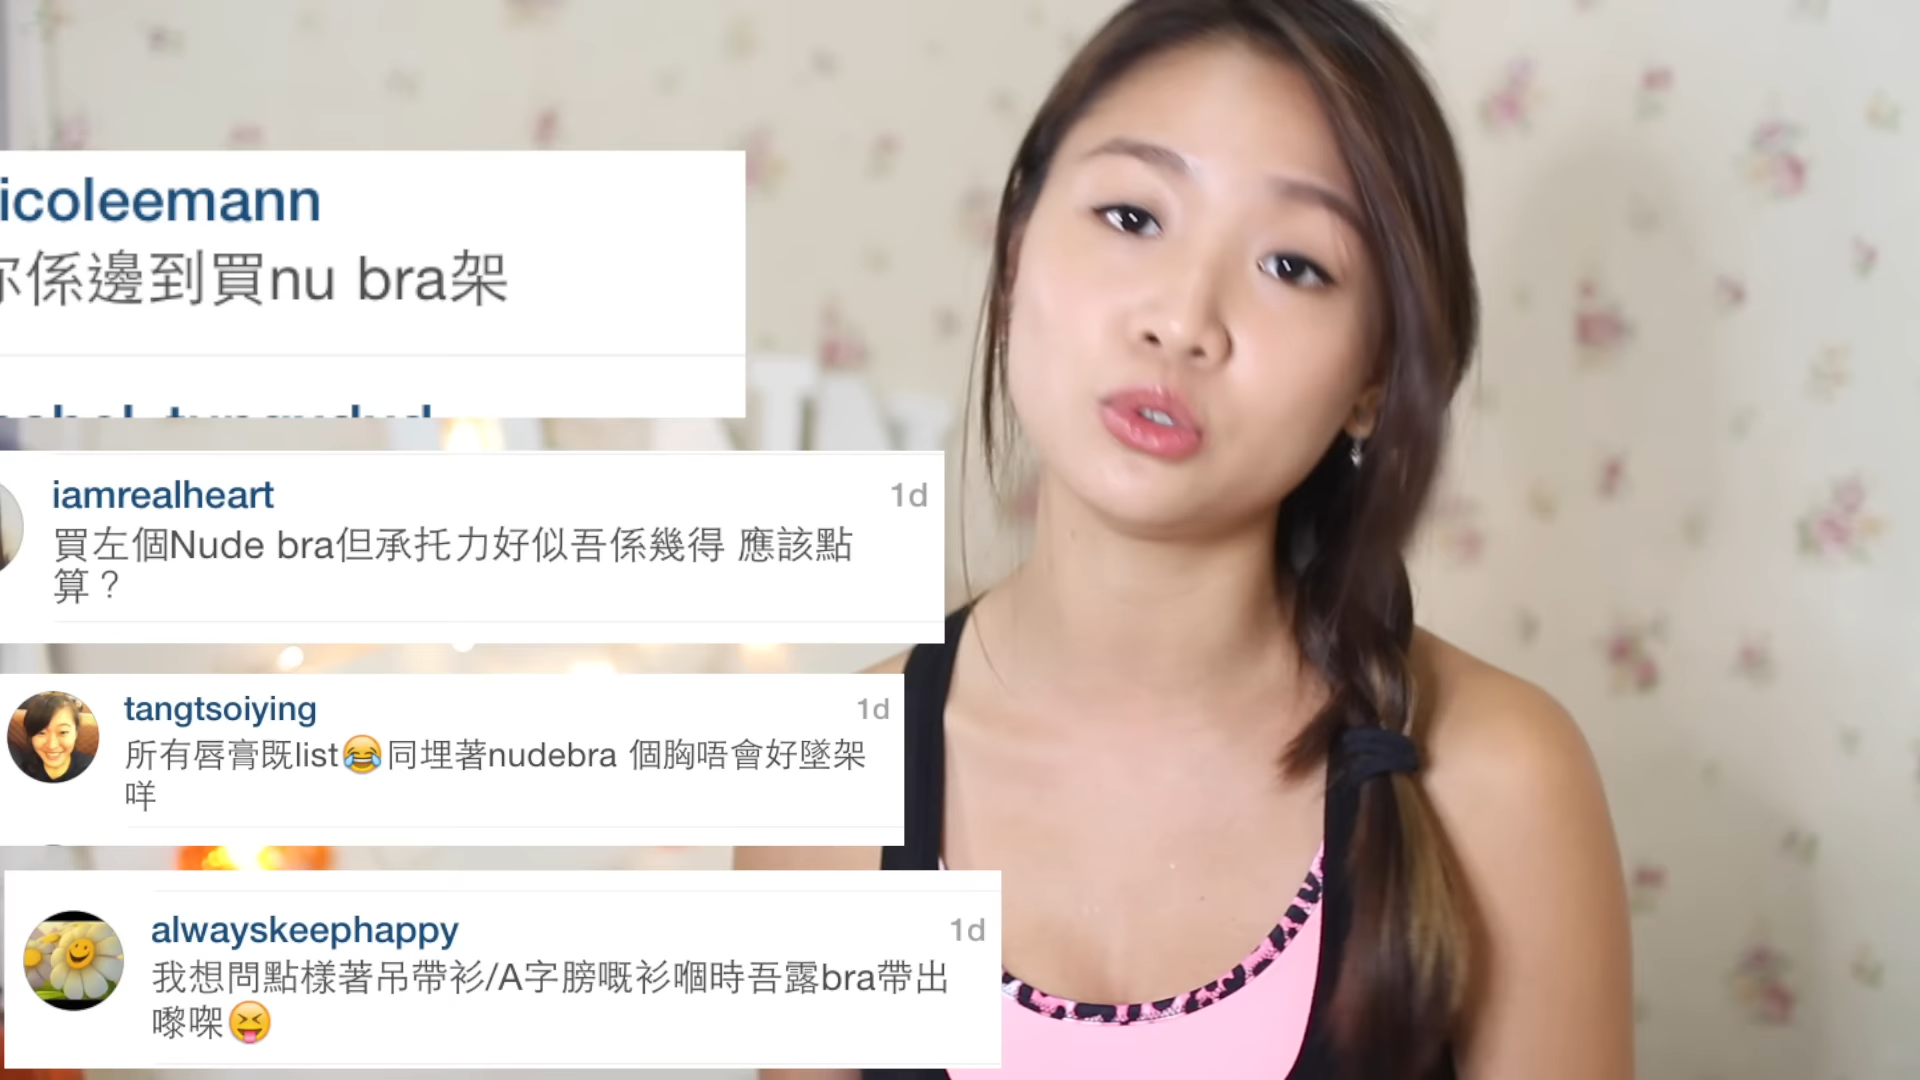 icoleemann
你係邊到買nu bra架
iamrealheart 1d
買左個Nude bra但承托力好似吾係幾得 應該點
算？
tangtsoiying 1d
所有唇膏既list😂同埋著nudebra 個胸唔會好墜架
咩
alwayskeephappy 1d
我想問點樣著吊帶衫/A字膀嘅衫嗰時吾露bra帶出
嚟㗎😝